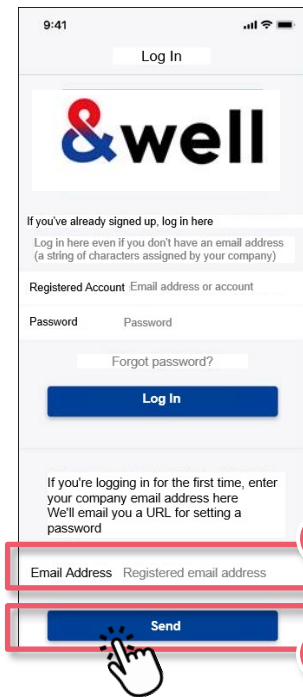 9:41
Log In
&well
If you've already signed up, log in here
Log in here even if you don't have an email address
(a string of characters assigned by your company)
Registered Account Email address or account
Password Password
Forgot password?
Log In
If you're logging in for the first time, enter
your company email address here
We'll email you a URL for setting a
password
Email Address Registered email address
Send